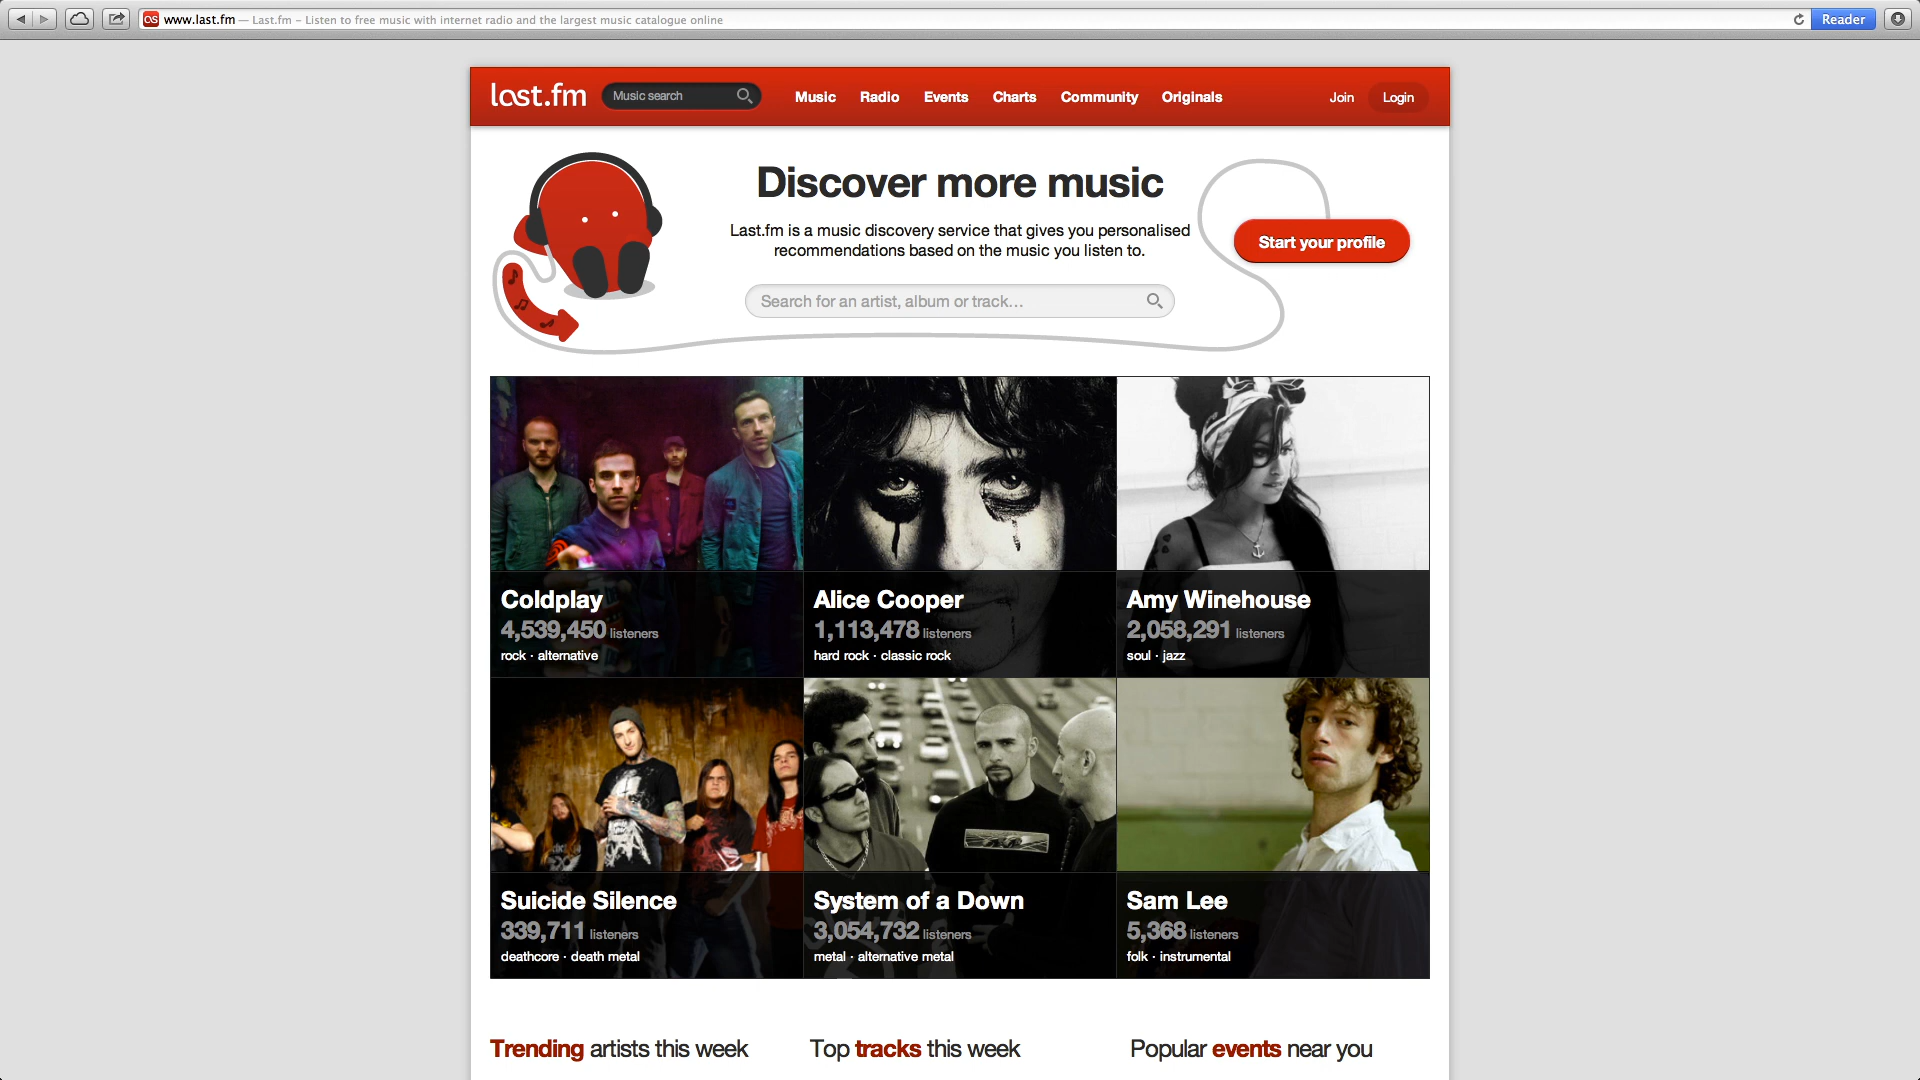 www.last.fm — Last.fm – Listen to free music with internet radio and the largest music catalogue online
Reader
last.fm
Music search
Music Radio Events Charts Community Originals
Join Login
Discover more music
Last.fm is a music discovery service that gives you personalised
recommendations based on the music you listen to.
Start your profile
Search for an artist, album or track...
Coldplay
4,539,450 listeners
rock · alternative
Alice Cooper
1,113,478 listeners
hard rock · classic rock
Amy Winehouse
2,058,291 listeners
soul · jazz
Suicide Silence
339,711 listeners
deathcore · death metal
System of a Down
3,054,732 listeners
metal · alternative metal
Sam Lee
5,368 listeners
folk · instrumental
Trending artists this week
Top tracks this week
Popular events near you